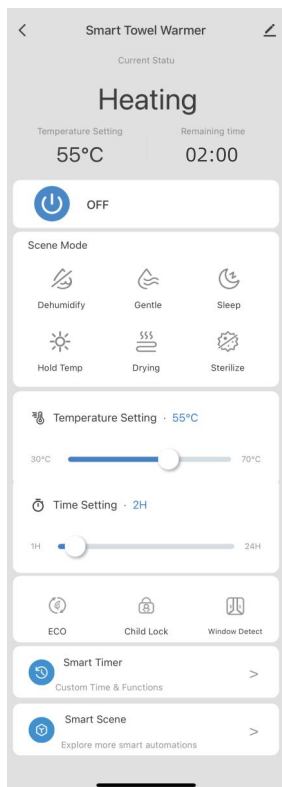 Smart Towel Warmer
Current Statu
Heating
Temperature Setting Remaining time
55°C 02:00
OFF
Scene Mode
Dehumidify Gentle Sleep
Hold Temp Drying Sterilize
Temperature Setting · 55°C
30°C 70°C
Time Setting · 2H
1H 24H
ECO Child Lock Window Detect
Smart Timer
Custom Time & Functions
Smart Scene
Explore more smart automations